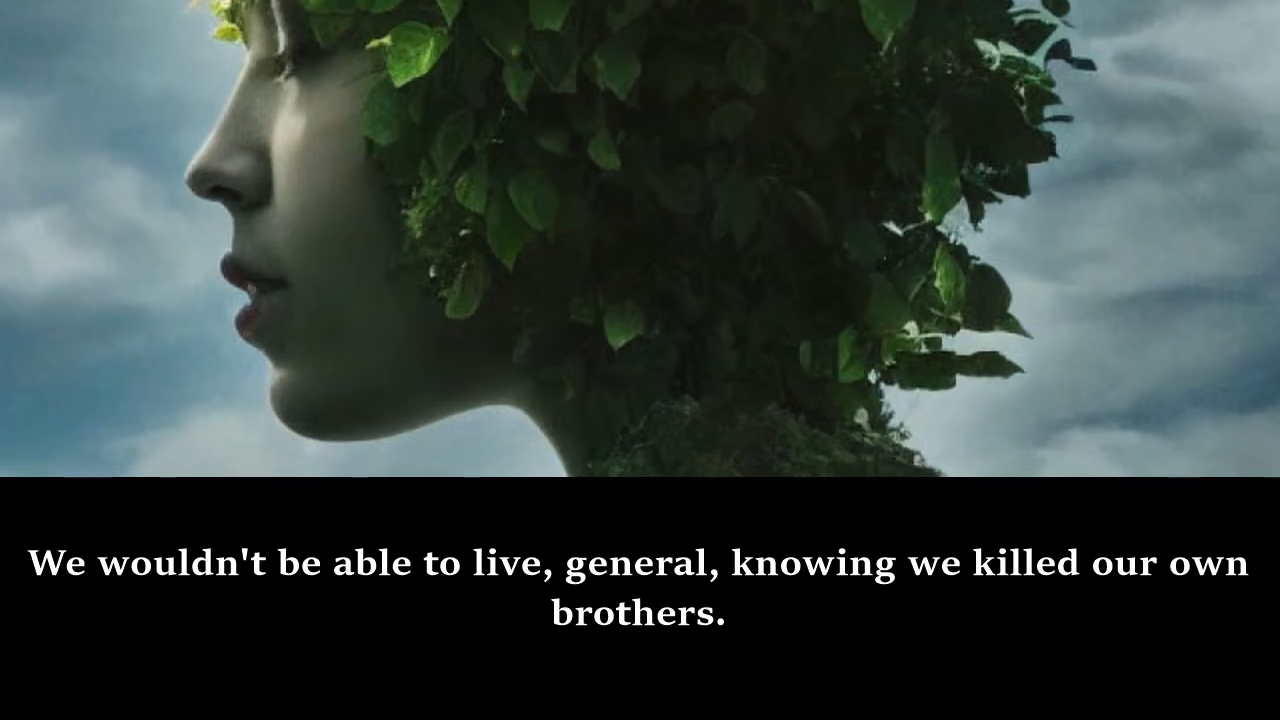 We wouldn't be able to live, general, knowing we killed our own
brothers.